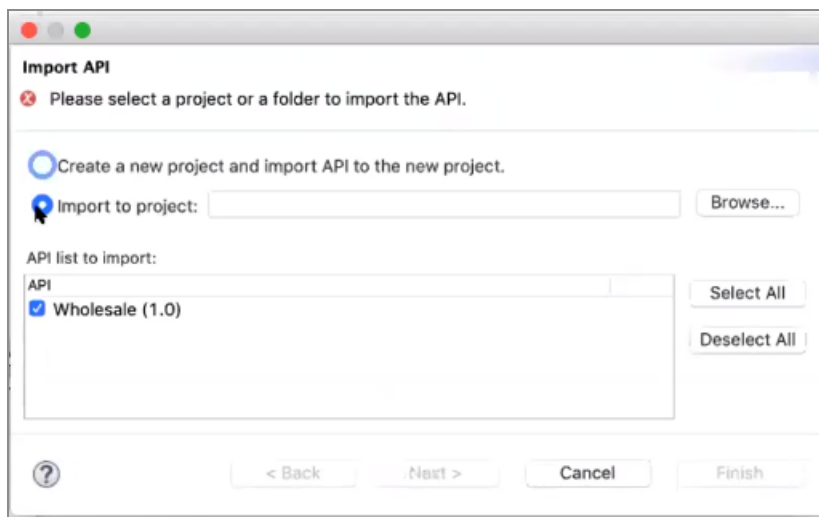 Import API
Please select a project or a folder to import the API.
Create a new project and import API to the new project.
Import to project: Browse...
API list to import:
API
Wholesale (1.0) Select All
Deselect All
? < Back Next > Cancel Finish